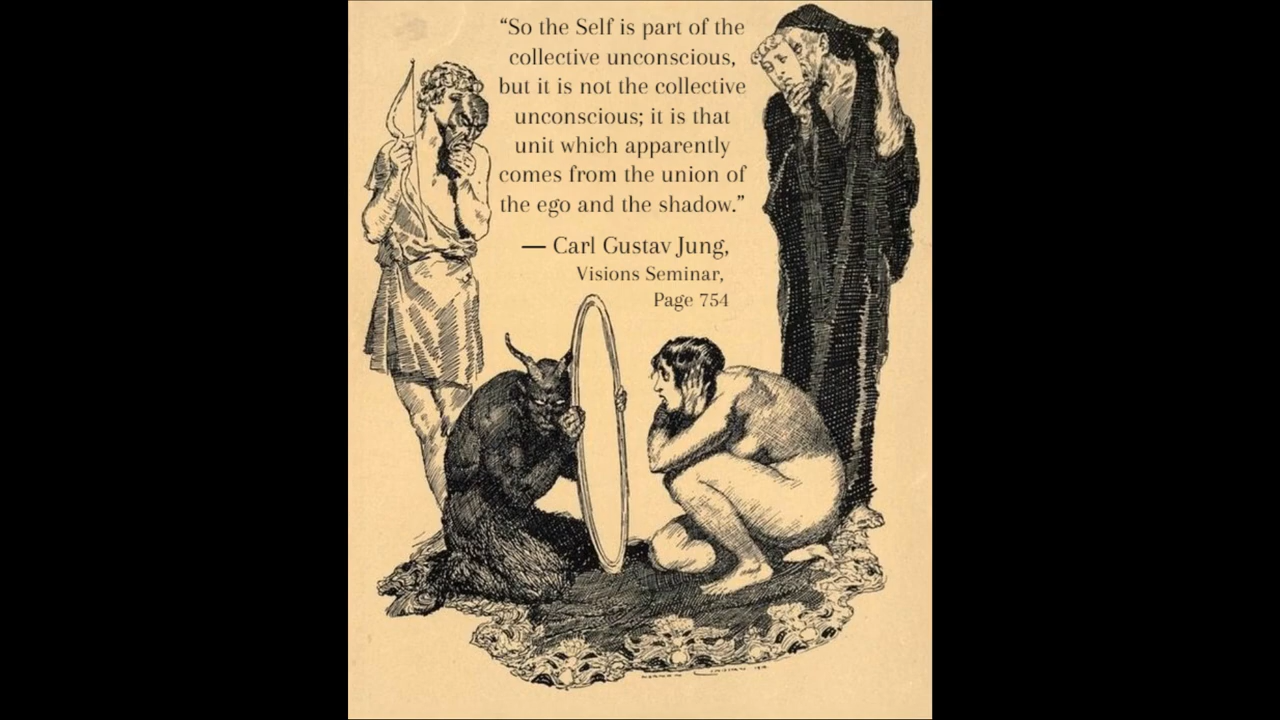 “So the Self is part of the
collective unconscious,
but it is not the collective
unconscious; it is that
unit which apparently
comes from the union of
the ego and the shadow.”
— Carl Gustav Jung,
Visions Seminar,
Page 754